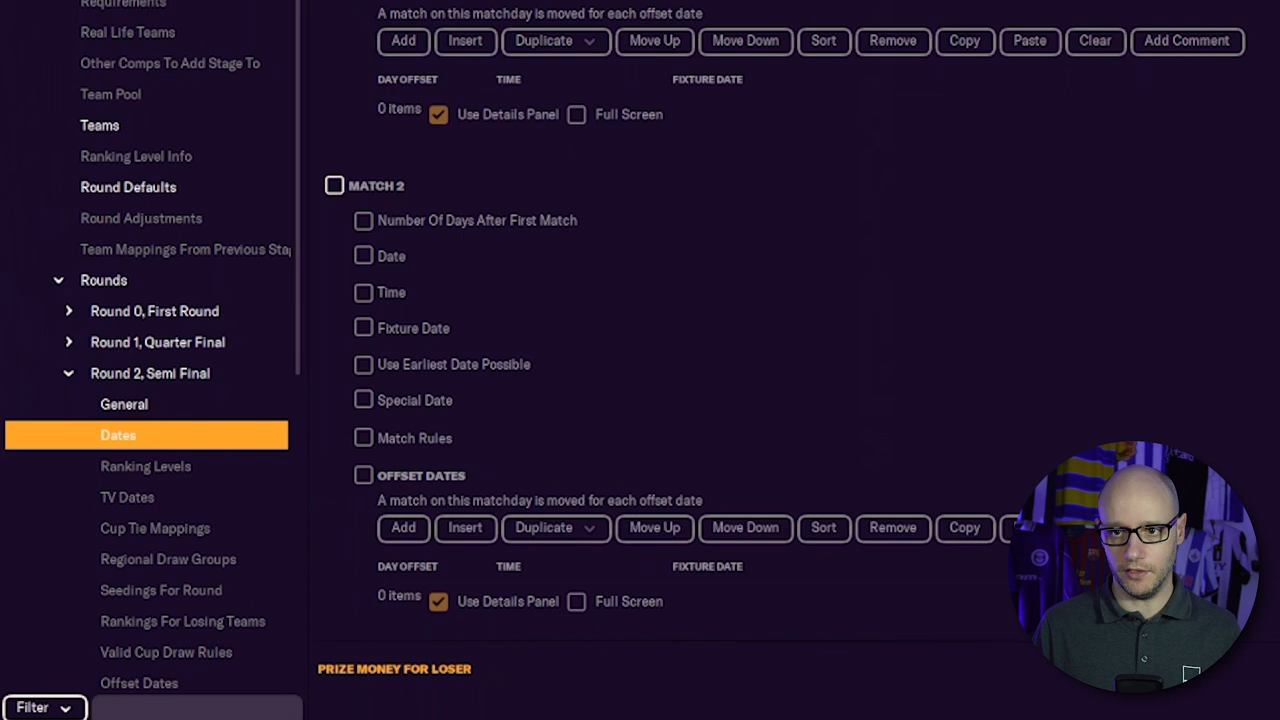 Requirements
Real Life Teams
Other Comps To Add Stage To
Team Pool
Teams
Ranking Level Info
Round Defaults
Round Adjustments
Team Mappings From Previous Sta
Rounds
Round 0, First Round
Round 1, Quarter Final
Round 2, Semi Final
General
Dates
Ranking Levels
TV Dates
Cup Tie Mappings
Regional Draw Groups
Seedings For Round
Rankings For Losing Teams
Valid Cup Draw Rules
Offset Dates
Filter
A match on this matchday is moved for each offset date
Add Insert Duplicate Move Up Move Down Sort Remove Copy Paste Clear Add Comment
DAY OFFSET TIME FIXTURE DATE
0 items Use Details Panel Full Screen
MATCH 2
Number Of Days After First Match
Date
Time
Fixture Date
Use Earliest Date Possible
Special Date
Match Rules
OFFSET DATES
A match on this matchday is moved for each offset date
Add Insert Duplicate Move Up Move Down Sort Remove Copy
DAY OFFSET TIME FIXTURE DATE
0 items Use Details Panel Full Screen
PRIZE MONEY FOR LOSER